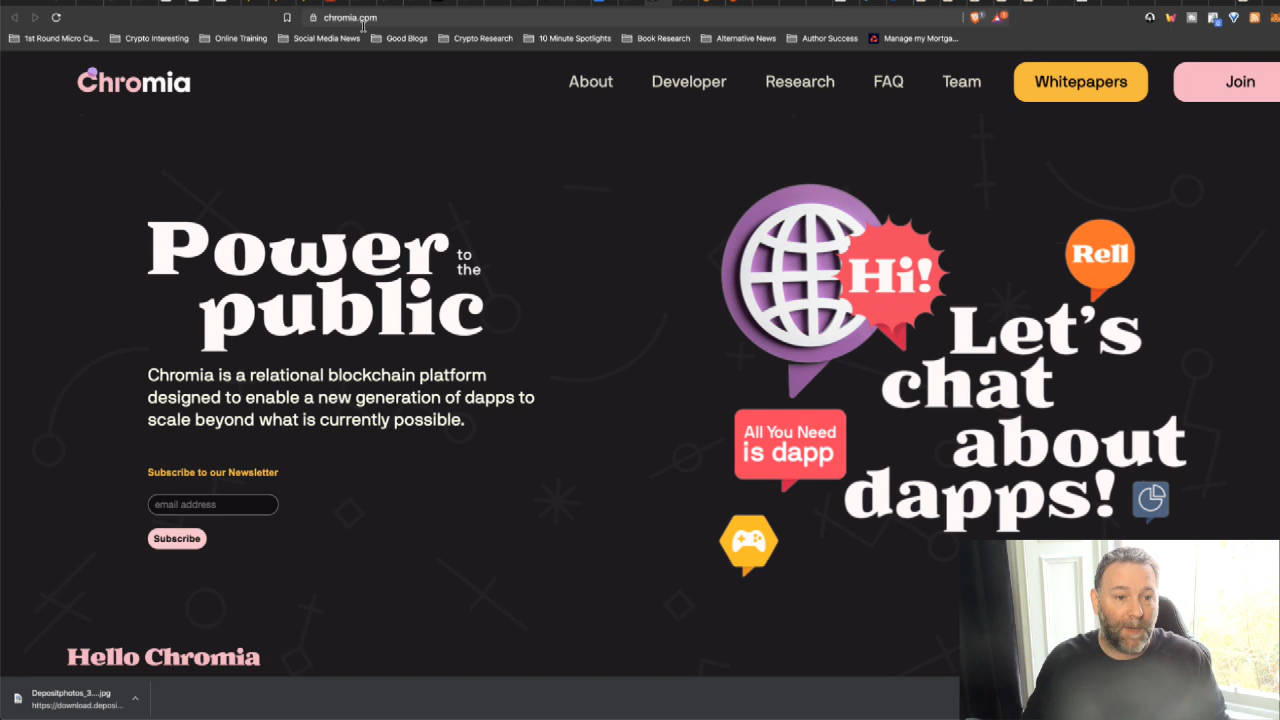 chromia.com
1st Round Micro Ca...
Crypto Interesting
Online Training
Social Media News
Good Blogs
Crypto Research
10 Minute Spotlights
Book Research
Alternative News
Author Success
Manage my Mortga...
Chromia
About
Developer
Research
FAQ
Team
Whitepapers
Join
Power
to
the
public
Chromia is a relational blockchain platform
designed to enable a new generation of dapps to
scale beyond what is currently possible.
Subscribe to our Newsletter
email address
Subscribe
Hi!
Rell
Let's
chat
about
dapps!
All You Need
is dapp
Hello Chromia
Depositphotos_3....jpg
https://download.deposi...